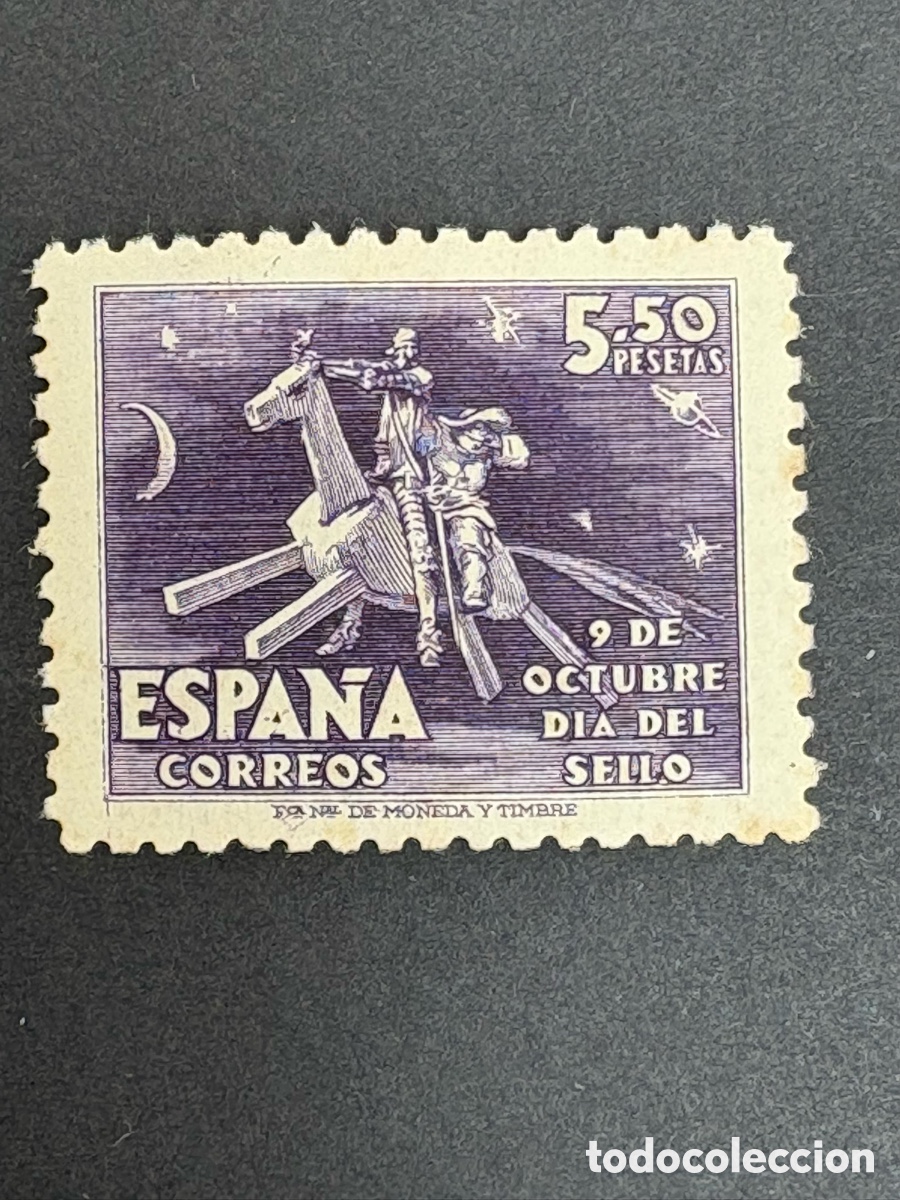 5,50
PESETAS
9 DE
OCTUBRE
DIA DEL
SELLO
ESPAÑA
CORREOS
FCA NAL DE MONEDA Y TIMBRE
todocoleccion